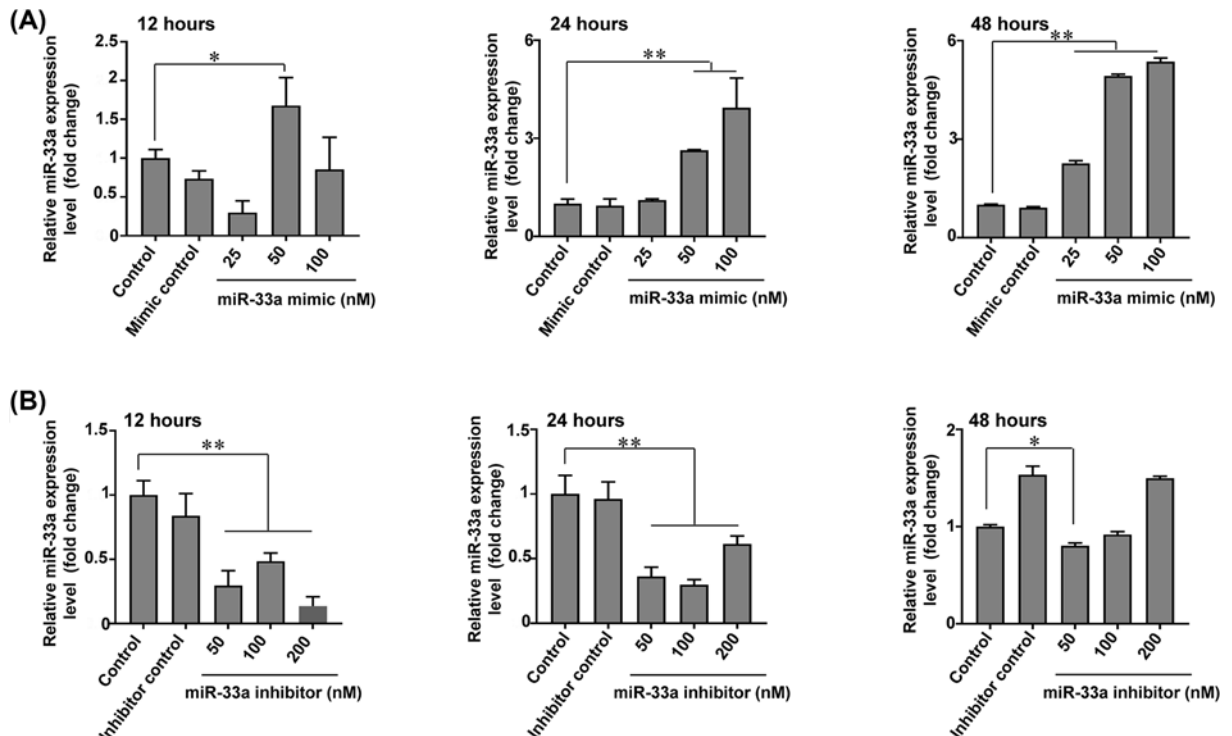 (A)
12 hours
Relative miR-33a expression
level (fold change)
2.5
2
1.5
1
0.5
0
*
Control
Mimic control
25
50
100
miR-33a mimic (nM)
24 hours
Relative miR-33a expression
level (fold change)
6
3
0
**
Control
Mimic control
25
50
100
miR-33a mimic (nM)
48 hours
Relative miR-33a expression
level (fold change)
6
3
0
**
Control
Mimic control
25
50
100
miR-33a mimic (nM)
(B)
12 hours
Relative miR-33a expression
level (fold change)
1.5
1
0.5
0
**
Control
Inhibitor control
50
100
200
miR-33a inhibitor (nM)
24 hours
Relative miR-33a expression
level (fold change)
1.5
1
0.5
0
**
Control
Inhibitor control
50
100
200
miR-33a inhibitor (nM)
48 hours
Relative miR-33a expression
level (fold change)
2
1
0
*
Control
Inhibitor control
50
100
200
miR-33a inhibitor (nM)